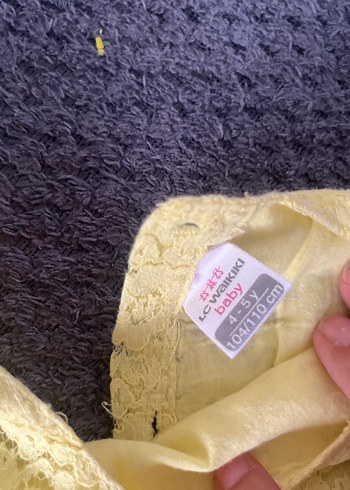 LC WAIKIKI
baby
4 - 5 y
104/110 cm